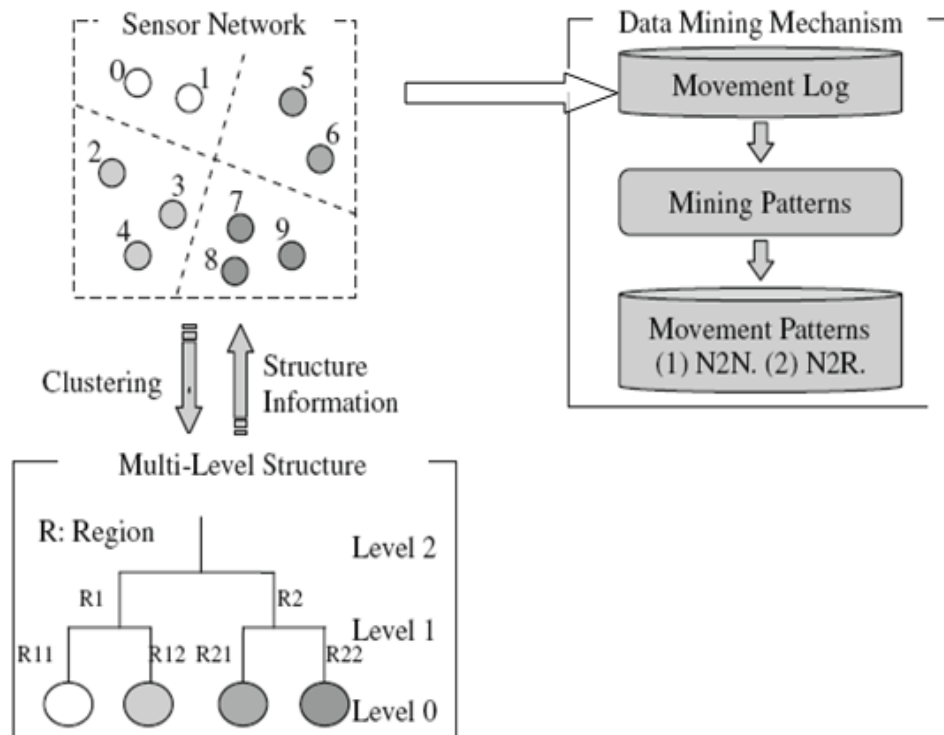 Sensor Network
0
1
5
6
2
3
4
7
9
8
Clustering
Structure
Information
Data Mining Mechanism
Movement Log
Mining Patterns
Movement Patterns
(1) N2N. (2) N2R.
Multi-Level Structure
R: Region
Level 2
R1
R2
Level 1
R11
R12
R21
R22
Level 0